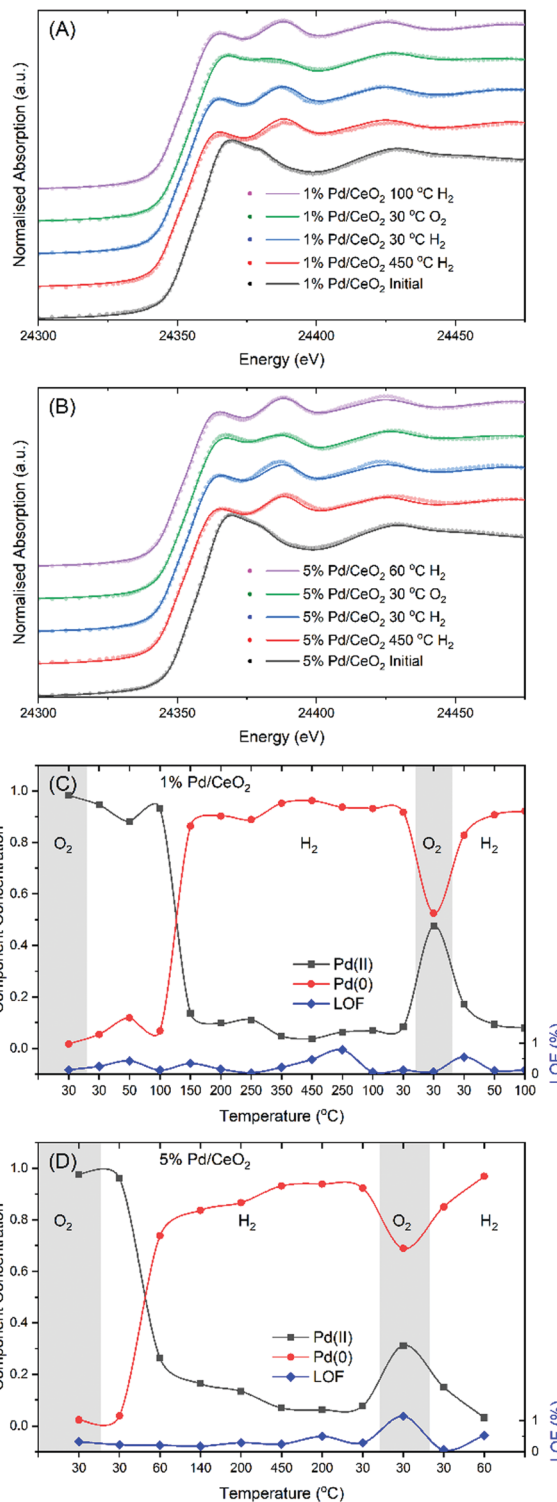 (A)
Normalised Absorption (a.u.)
1% Pd/CeO₂ 100 °C H₂
1% Pd/CeO₂ 30 °C O₂
1% Pd/CeO₂ 30 °C H₂
1% Pd/CeO₂ 450 °C H₂
1% Pd/CeO₂ Initial
24300 24350 24400 24450
Energy (eV)
(B)
Normalised Absorption (a.u.)
5% Pd/CeO₂ 60 °C H₂
5% Pd/CeO₂ 30 °C O₂
5% Pd/CeO₂ 30 °C H₂
5% Pd/CeO₂ 450 °C H₂
5% Pd/CeO₂ Initial
24300 24350 24400 24450
Energy (eV)
(C)
1% Pd/CeO₂
1.0
0.8
0.6
0.4
0.2
0.0
Component Concentration
O₂
H₂
O₂
H₂
Pd(II)
Pd(0)
LOF
1
0
LOF (%)
30 30 50 100 150 200 250 350 450 250 100 30 30 30 50 100
Temperature (°C)
(D)
5% Pd/CeO₂
1.0
0.8
0.6
0.4
0.2
0.0
Component Concentration
O₂
H₂
O₂
H₂
Pd(II)
Pd(0)
LOF
1
0
LOF (%)
30 30 60 140 200 450 200 30 30 30 60
Temperature (°C)